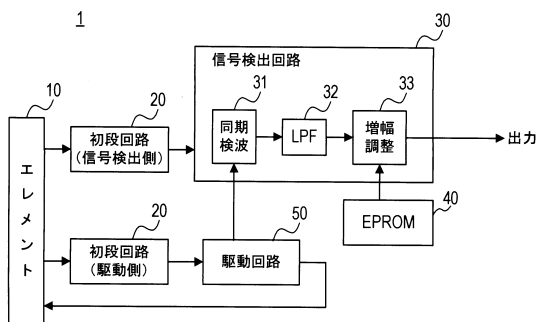 1
30
信号検出回路
10
20
31
32
33
初段回路
(信号検出側)
同期
検波
LPF
増幅
調整
出力
エレメント
20
50
40
EPROM
初段回路
(駆動側)
駆動回路